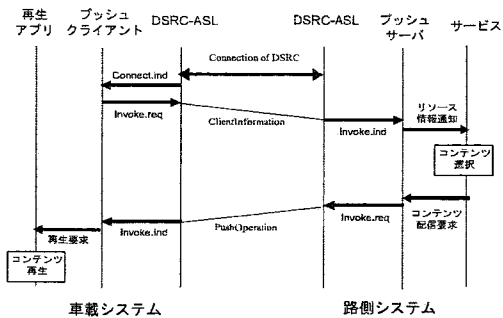 再生
アプリ
プッシュ
クライアント
DSRC-ASL
DSRC-ASL
プッシュ
サーバ
サービス
Connection of DSRC
Connect.ind
Invoke.req
ClientInformation
Invoke.ind
リソース
情報通知
コンテンツ
選択
Invoke.req
コンテンツ
配信要求
PushOperation
Invoke.ind
再生要求
コンテンツ
再生
車載システム
路側システム